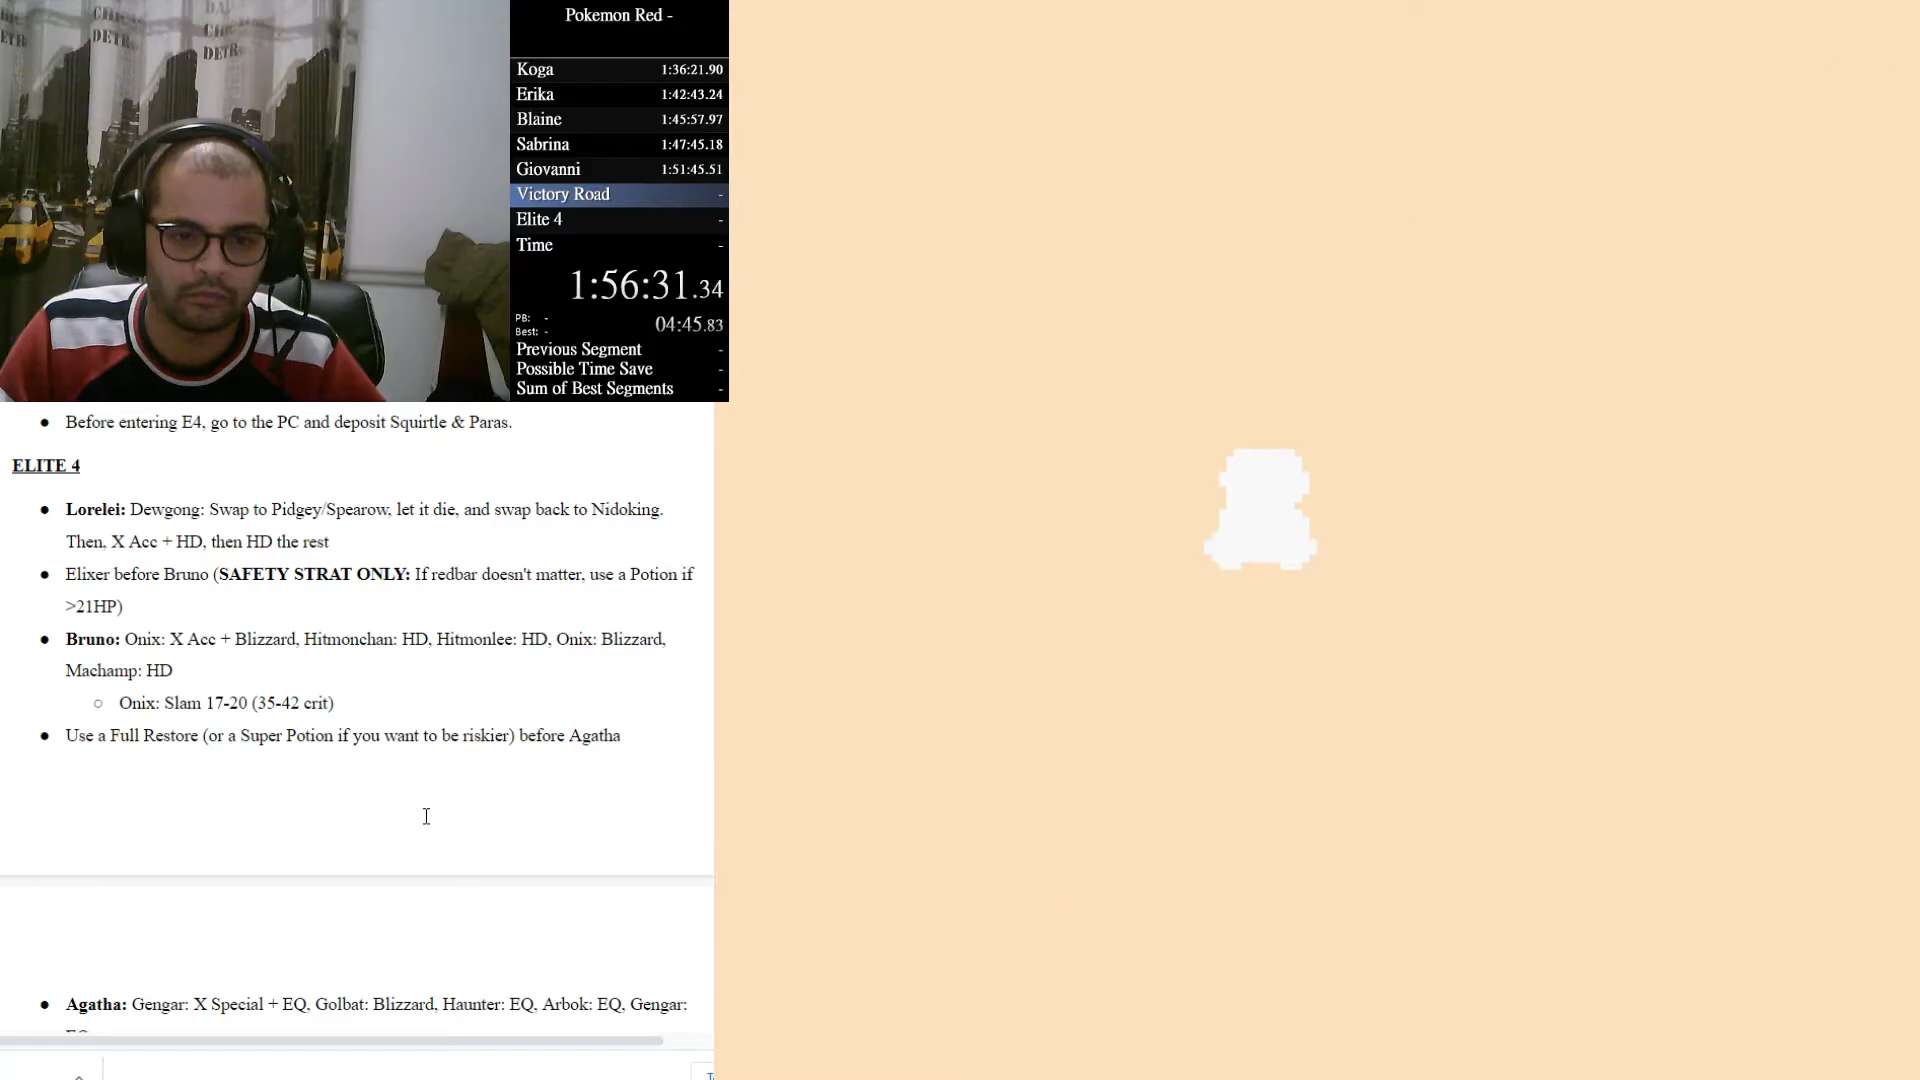 DA
CHIC
DETR
CHI
DETR
CHIC
DETR
Pokemon Red -
Koga 1:36:21.90
Erika 1:42:43.24
Blaine 1:45:57.97
Sabrina 1:47:45.18
Giovanni 1:51:45.51
Victory Road -
Elite 4 -
Time -
1:56:31.34
PB: -
Best: -
04:45.83
Previous Segment -
Possible Time Save -
Sum of Best Segments -
● Before entering E4, go to the PC and deposit Squirtle & Paras.
ELITE 4
● Lorelei: Dewgong: Swap to Pidgey/Spearow, let it die, and swap back to Nidoking.
Then, X Acc + HD, then HD the rest
● Elixer before Bruno (SAFETY STRAT ONLY: If redbar doesn't matter, use a Potion if
>21HP)
● Bruno: Onix: X Acc + Blizzard, Hitmonchan: HD, Hitmonlee: HD, Onix: Blizzard,
Machamp: HD
○ Onix: Slam 17-20 (35-42 crit)
● Use a Full Restore (or a Super Potion if you want to be riskier) before Agatha
● Agatha: Gengar: X Special + EQ, Golbat: Blizzard, Haunter: EQ, Arbok: EQ, Gengar: